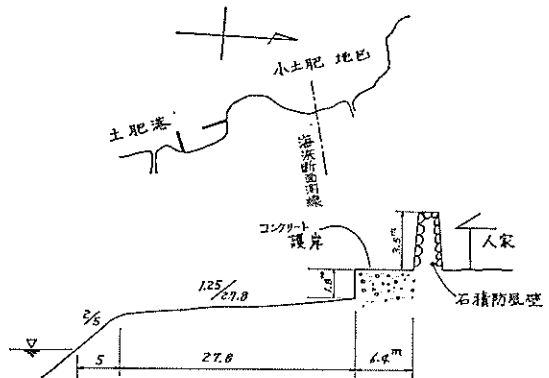 小土肥 地邑
土肥港
海浜断面測線
コンクリート
護岸
3.5m
人家
1.8m
石積防風壁
1.25/27.8
2/5
5
27.8
6.4m